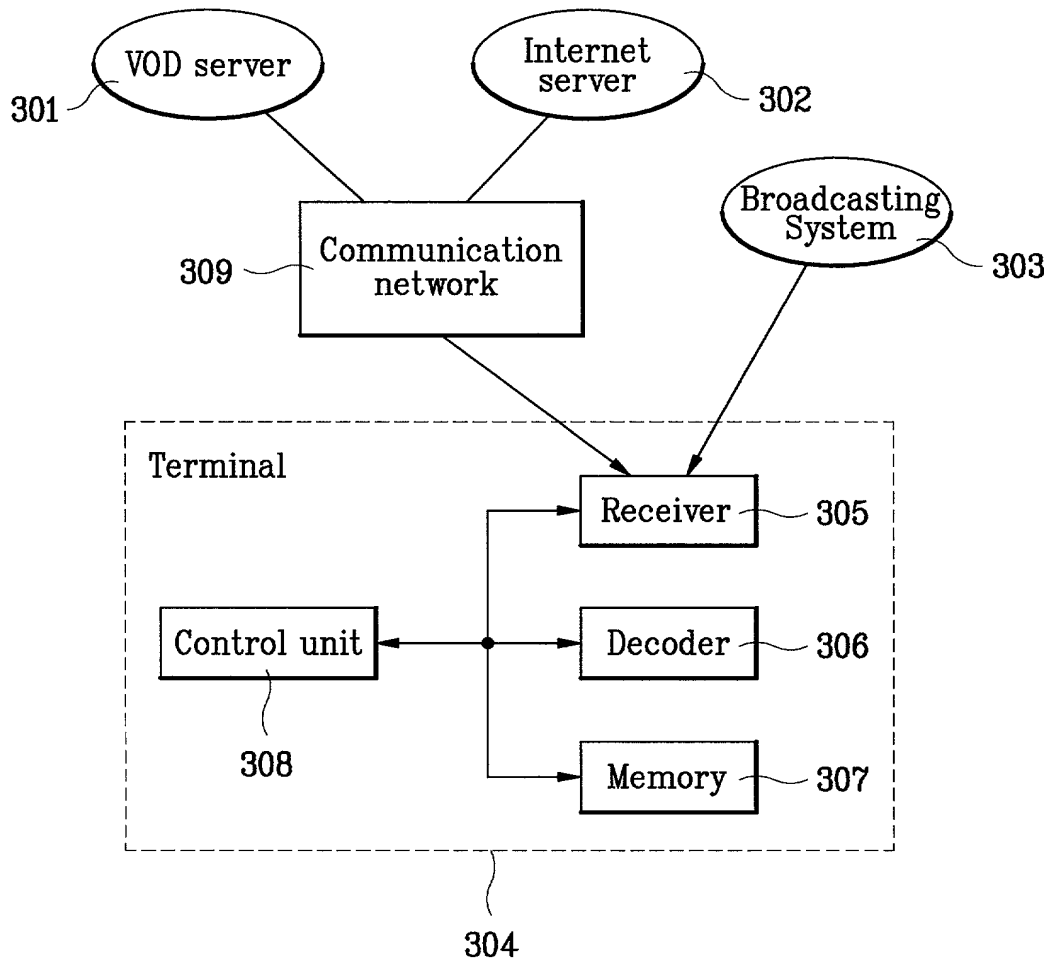 VOD server
301
Internet
server
302
Broadcasting
System
303
Communication
network
309
Terminal
Receiver
305
Control unit
308
Decoder
306
Memory
307
304